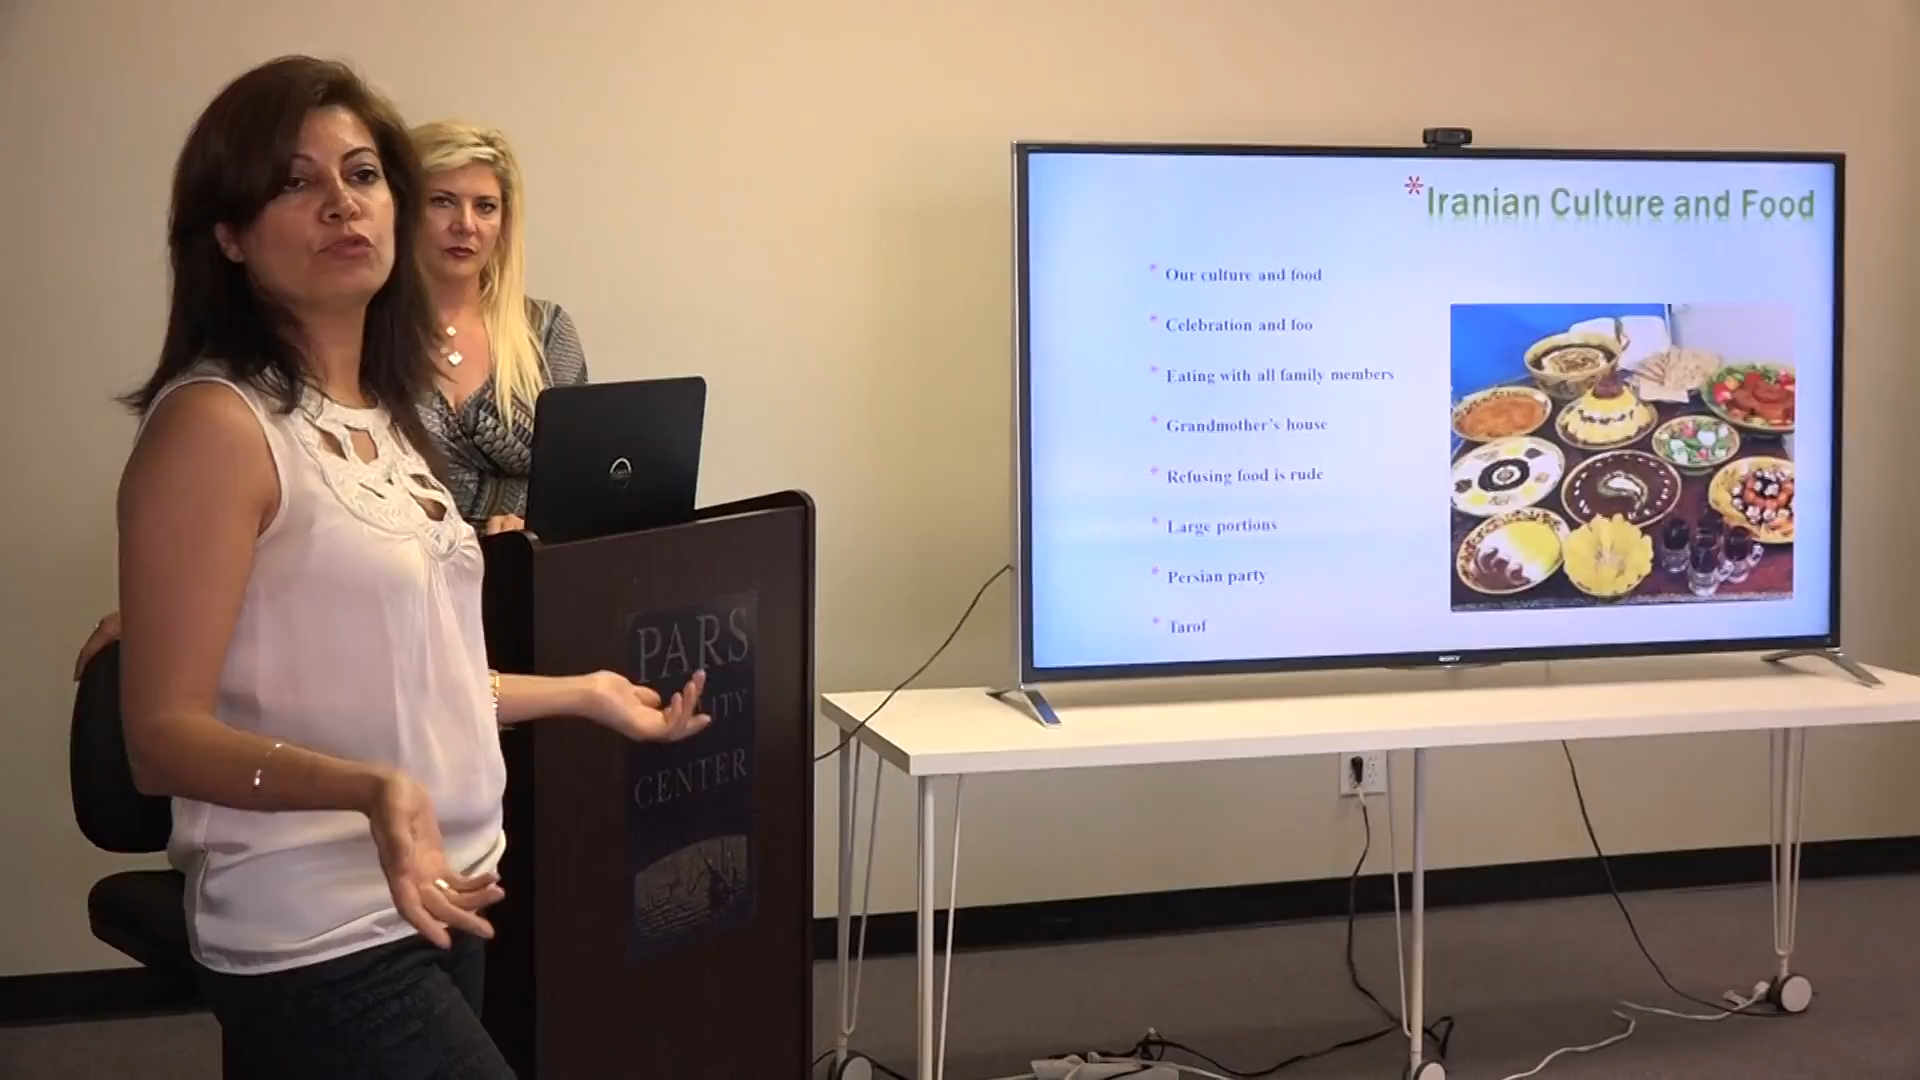 *Iranian Culture and Food
* Our culture and food
* Celebration and foo
* Eating with all family members
* Grandmother's house
* Refusing food is rude
* Large portions
* Persian party
* Tarof
SONY
PARS
ITY
CENTER